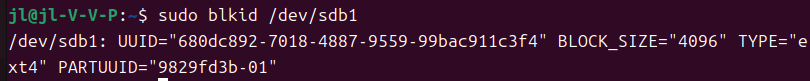 jl@jl-V-V-P:~$ sudo blkid /dev/sdb1
/dev/sdb1: UUID="680dc892-7018-4887-9559-99bac911c3f4" BLOCK_SIZE="4096" TYPE="e
xt4" PARTUUID="9829fd3b-01"